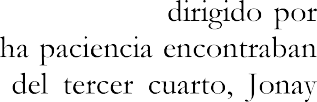 dirigido por
ha paciencia encontraban
del tercer cuarto, Jonay